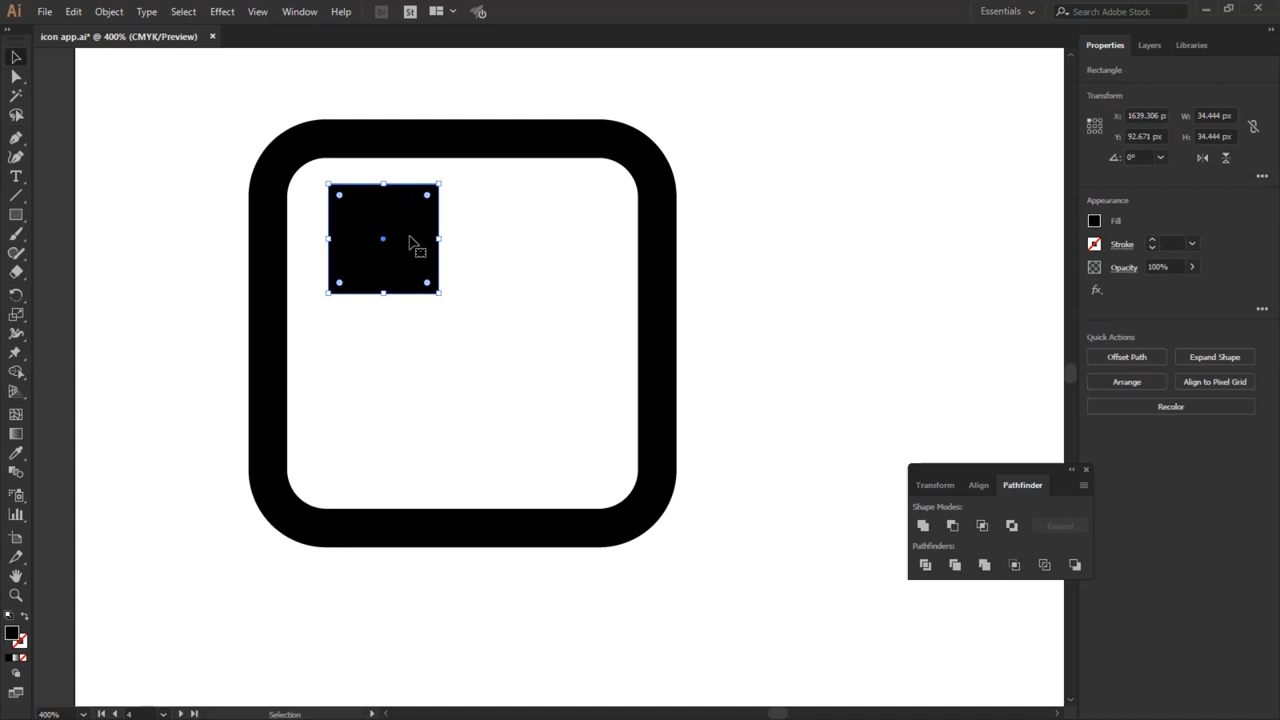 Ai File Edit Object Type Select Effect View Window Help Br St Essentials Search Adobe Stock
icon app.ai* @ 400% (CMYK/Preview) ×
Properties Layers Libraries
Rectangle
Transform
X: 1639.306 p W: 34.444 px
Y: 92.671 px H: 34.444 px
0°
Appearance
Fill
Stroke
Opacity 100%
fx.
Quick Actions
Offset Path Expand Shape
Arrange Align to Pixel Grid
Recolor
Transform Align Pathfinder
Shape Modes:
Expand
Pathfinders:
400% 4 Selection